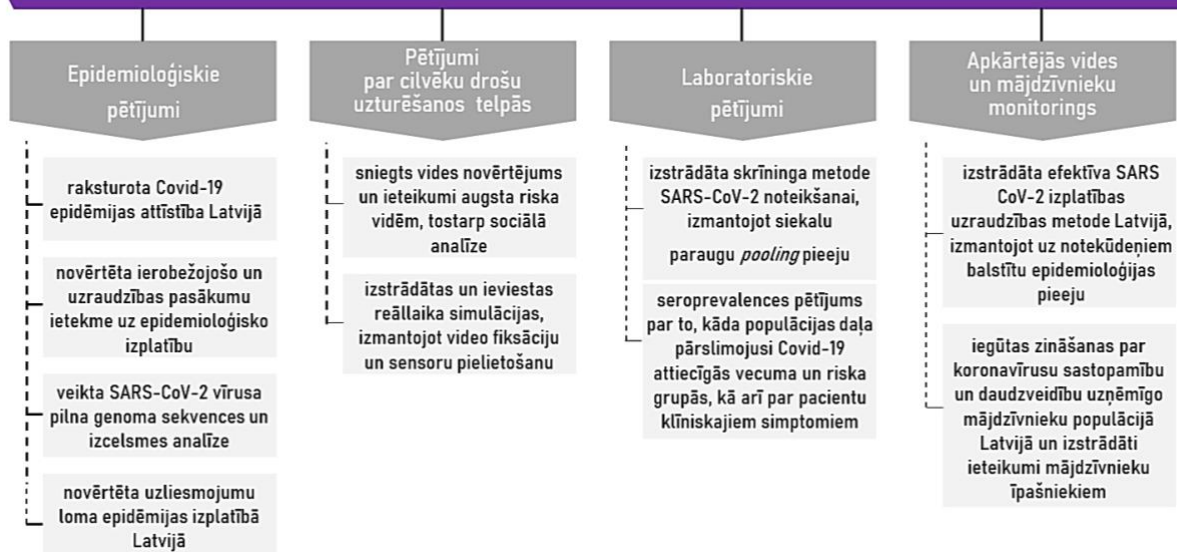 Epidemioloģiskie
pētījumi
raksturota Covid-19
epidēmijas attīstība Latvijā
novērtēta ierobežojošo un
uzraudzības pasākumu
ietekme uz epidemioloģisko
izplatību
veikta SARS-CoV-2 vīrusa
pilna genoma sekvences un
izcelsmes analīze
novērtēta uzliesmojumu
loma epidēmijas izplatībā
Latvijā
Pētījumi
par cilvēku drošu
uzturēšanos telpās
sniegts vides novērtējums
un ieteikumi augsta riska
vidēm, tostarp sociālā
analīze
izstrādātas un ieviestas
reāllaika simulācijas,
izmantojot video fiksāciju
un sensoru pielietošanu
Laboratoriskie
pētījumi
izstrādāta skrīninga metode
SARS-CoV-2 noteikšanai,
izmantojot siekalu
paraugu pooling pieeju
seroprevalences pētījums
par to, kāda populācijas daļa
pārslimojusi Covid-19
attiecīgās vecuma un riska
grupās, kā arī par pacientu
klīniskajiem simptomiem
Apkārtējās vides
un mājdzīvnieku
monitorings
izstrādāta efektīva SARS
CoV-2 izplatības
uzraudzības metode Latvijā,
izmantojot uz notekūdeņiem
balstītu epidemioloģijas
pieeju
iegūtas zināšanas par
koronavīrusu sastopamību
un daudzveidību uzņēmīgo
mājdzīvnieku populācijā
Latvijā un izstrādāti
ieteikumi mājdzīvnieku
īpašniekiem